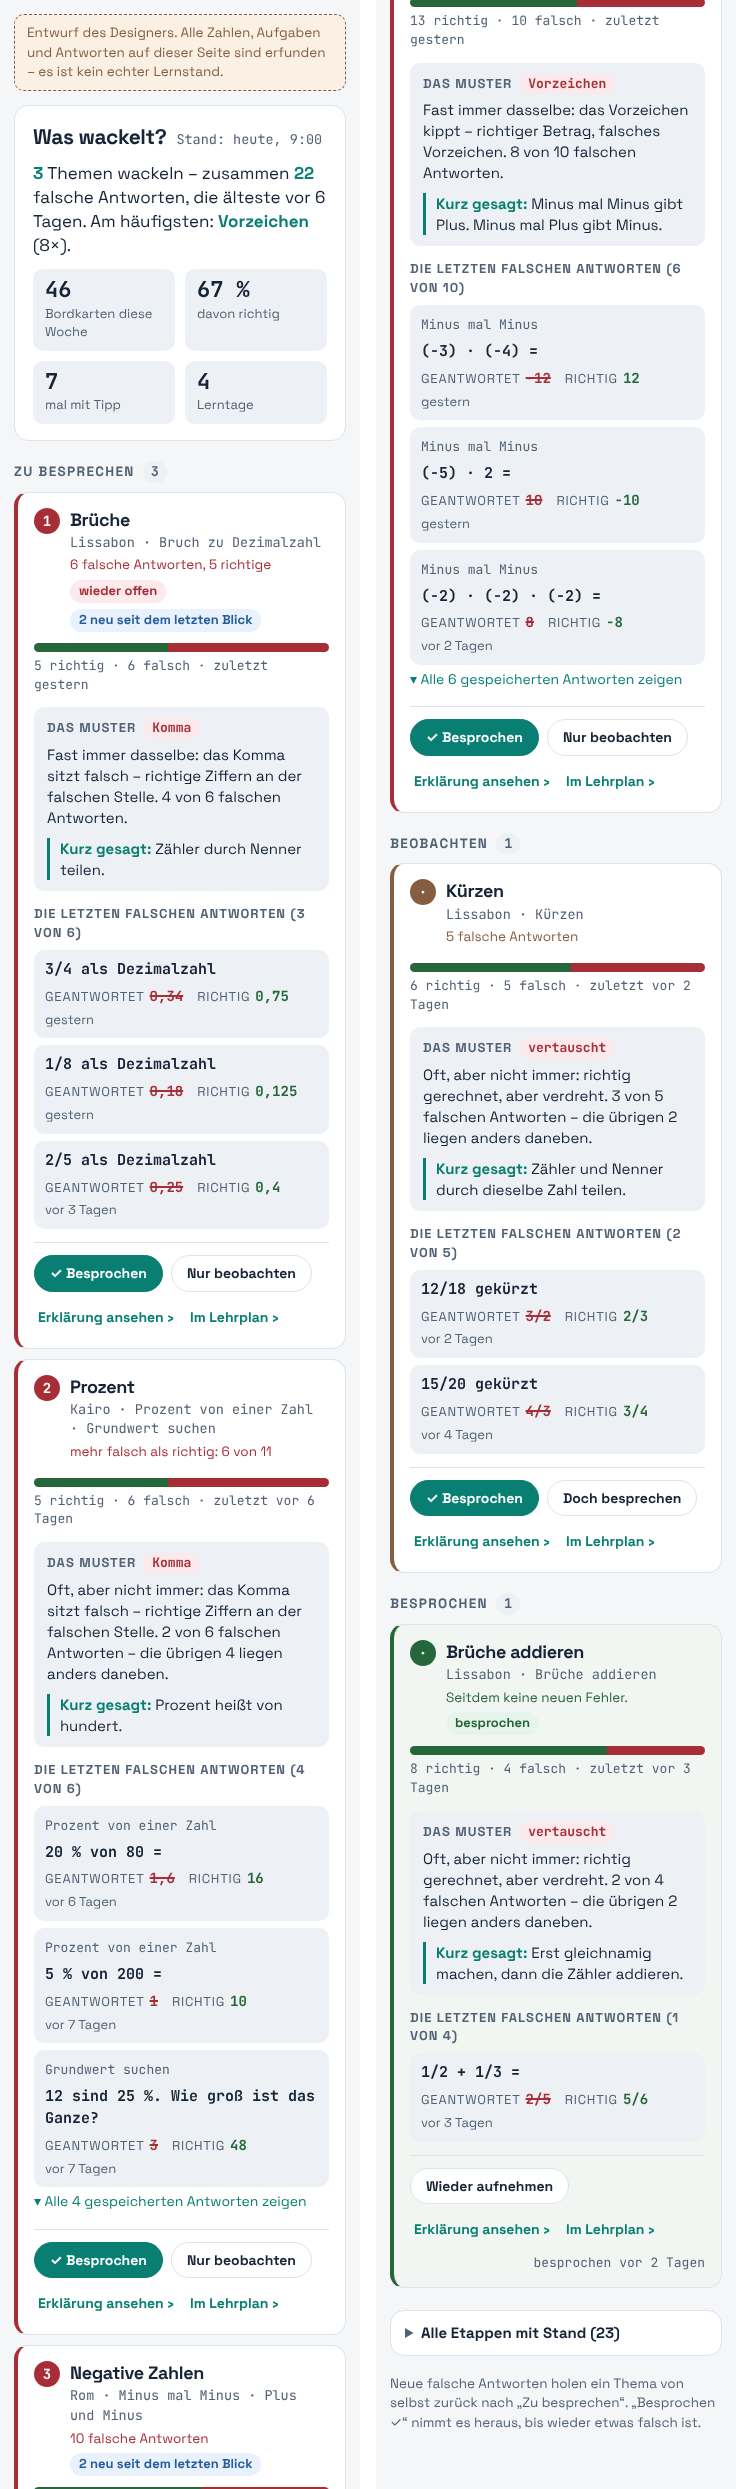 Entwurf des Designers. Alle Zahlen, Aufgaben
und Antworten auf dieser Seite sind erfunden
– es ist kein echter Lernstand.
Was wackelt? Stand: heute, 9:00
3 Themen wackeln – zusammen 22
falsche Antworten, die älteste vor 6
Tagen. Am häufigsten: Vorzeichen
(8×).
46
Bordkarten diese
Woche
67 %
davon richtig
7
mal mit Tipp
4
Lerntage
ZU BESPRECHEN 3
1 Brüche
Lissabon · Bruch zu Dezimalzahl
6 falsche Antworten, 5 richtige
wieder offen
2 neu seit dem letzten Blick
5 richtig · 6 falsch · zuletzt
gestern
DAS MUSTER Komma
Fast immer dasselbe: das Komma
sitzt falsch – richtige Ziffern an der
falschen Stelle. 4 von 6 falschen
Antworten.
Kurz gesagt: Zähler durch Nenner
teilen.
DIE LETZTEN FALSCHEN ANTWORTEN (3
VON 6)
3/4 als Dezimalzahl
GEANTWORTET 0,34 RICHTIG 0,75
gestern
1/8 als Dezimalzahl
GEANTWORTET 0,18 RICHTIG 0,125
gestern
2/5 als Dezimalzahl
GEANTWORTET 0,25 RICHTIG 0,4
vor 3 Tagen
✓ Besprochen Nur beobachten
Erklärung ansehen › Im Lehrplan ›
2 Prozent
Kairo · Prozent von einer Zahl
· Grundwert suchen
mehr falsch als richtig: 6 von 11
5 richtig · 6 falsch · zuletzt vor 6
Tagen
DAS MUSTER Komma
Oft, aber nicht immer: das Komma
sitzt falsch – richtige Ziffern an der
falschen Stelle. 2 von 6 falschen
Antworten – die übrigen 4 liegen
anders daneben.
Kurz gesagt: Prozent heißt von
hundert.
DIE LETZTEN FALSCHEN ANTWORTEN (4
VON 6)
Prozent von einer Zahl
20 % von 80 =
GEANTWORTET 1,6 RICHTIG 16
vor 6 Tagen
Prozent von einer Zahl
5 % von 200 =
GEANTWORTET 1 RICHTIG 10
vor 7 Tagen
Grundwert suchen
12 sind 25 %. Wie groß ist das
Ganze?
GEANTWORTET 3 RICHTIG 48
vor 7 Tagen
▾ Alle 4 gespeicherten Antworten zeigen
✓ Besprochen Nur beobachten
Erklärung ansehen › Im Lehrplan ›
3 Negative Zahlen
Rom · Minus mal Minus · Plus
und Minus
10 falsche Antworten
2 neu seit dem letzten Blick
13 richtig · 10 falsch · zuletzt
gestern
DAS MUSTER Vorzeichen
Fast immer dasselbe: das Vorzeichen
kippt – richtiger Betrag, falsches
Vorzeichen. 8 von 10 falschen
Antworten.
Kurz gesagt: Minus mal Minus gibt
Plus. Minus mal Plus gibt Minus.
DIE LETZTEN FALSCHEN ANTWORTEN (6
VON 10)
Minus mal Minus
(-3) · (-4) =
GEANTWORTET -12 RICHTIG 12
gestern
Minus mal Minus
(-5) · 2 =
GEANTWORTET 10 RICHTIG -10
gestern
Minus mal Minus
(-2) · (-2) · (-2) =
GEANTWORTET 8 RICHTIG -8
vor 2 Tagen
▾ Alle 6 gespeicherten Antworten zeigen
✓ Besprochen Nur beobachten
Erklärung ansehen › Im Lehrplan ›
BEOBACHTEN 1
· Kürzen
Lissabon · Kürzen
5 falsche Antworten
6 richtig · 5 falsch · zuletzt vor 2
Tagen
DAS MUSTER vertauscht
Oft, aber nicht immer: richtig
gerechnet, aber verdreht. 3 von 5
falschen Antworten – die übrigen 2
liegen anders daneben.
Kurz gesagt: Zähler und Nenner
durch dieselbe Zahl teilen.
DIE LETZTEN FALSCHEN ANTWORTEN (2
VON 5)
12/18 gekürzt
GEANTWORTET 3/2 RICHTIG 2/3
vor 2 Tagen
15/20 gekürzt
GEANTWORTET 4/3 RICHTIG 3/4
vor 4 Tagen
✓ Besprochen Doch besprechen
Erklärung ansehen › Im Lehrplan ›
BESPROCHEN 1
· Brüche addieren
Lissabon · Brüche addieren
Seitdem keine neuen Fehler.
besprochen
8 richtig · 4 falsch · zuletzt vor 3
Tagen
DAS MUSTER vertauscht
Oft, aber nicht immer: richtig
gerechnet, aber verdreht. 2 von 4
falschen Antworten – die übrigen 2
liegen anders daneben.
Kurz gesagt: Erst gleichnamig
machen, dann die Zähler addieren.
DIE LETZTEN FALSCHEN ANTWORTEN (1
VON 4)
1/2 + 1/3 =
GEANTWORTET 2/5 RICHTIG 5/6
vor 3 Tagen
Wieder aufnehmen
Erklärung ansehen › Im Lehrplan ›
besprochen vor 2 Tagen
▶ Alle Etappen mit Stand (23)
Neue falsche Antworten holen ein Thema von
selbst zurück nach „Zu besprechen“. „Besprochen
✓“ nimmt es heraus, bis wieder etwas falsch ist.